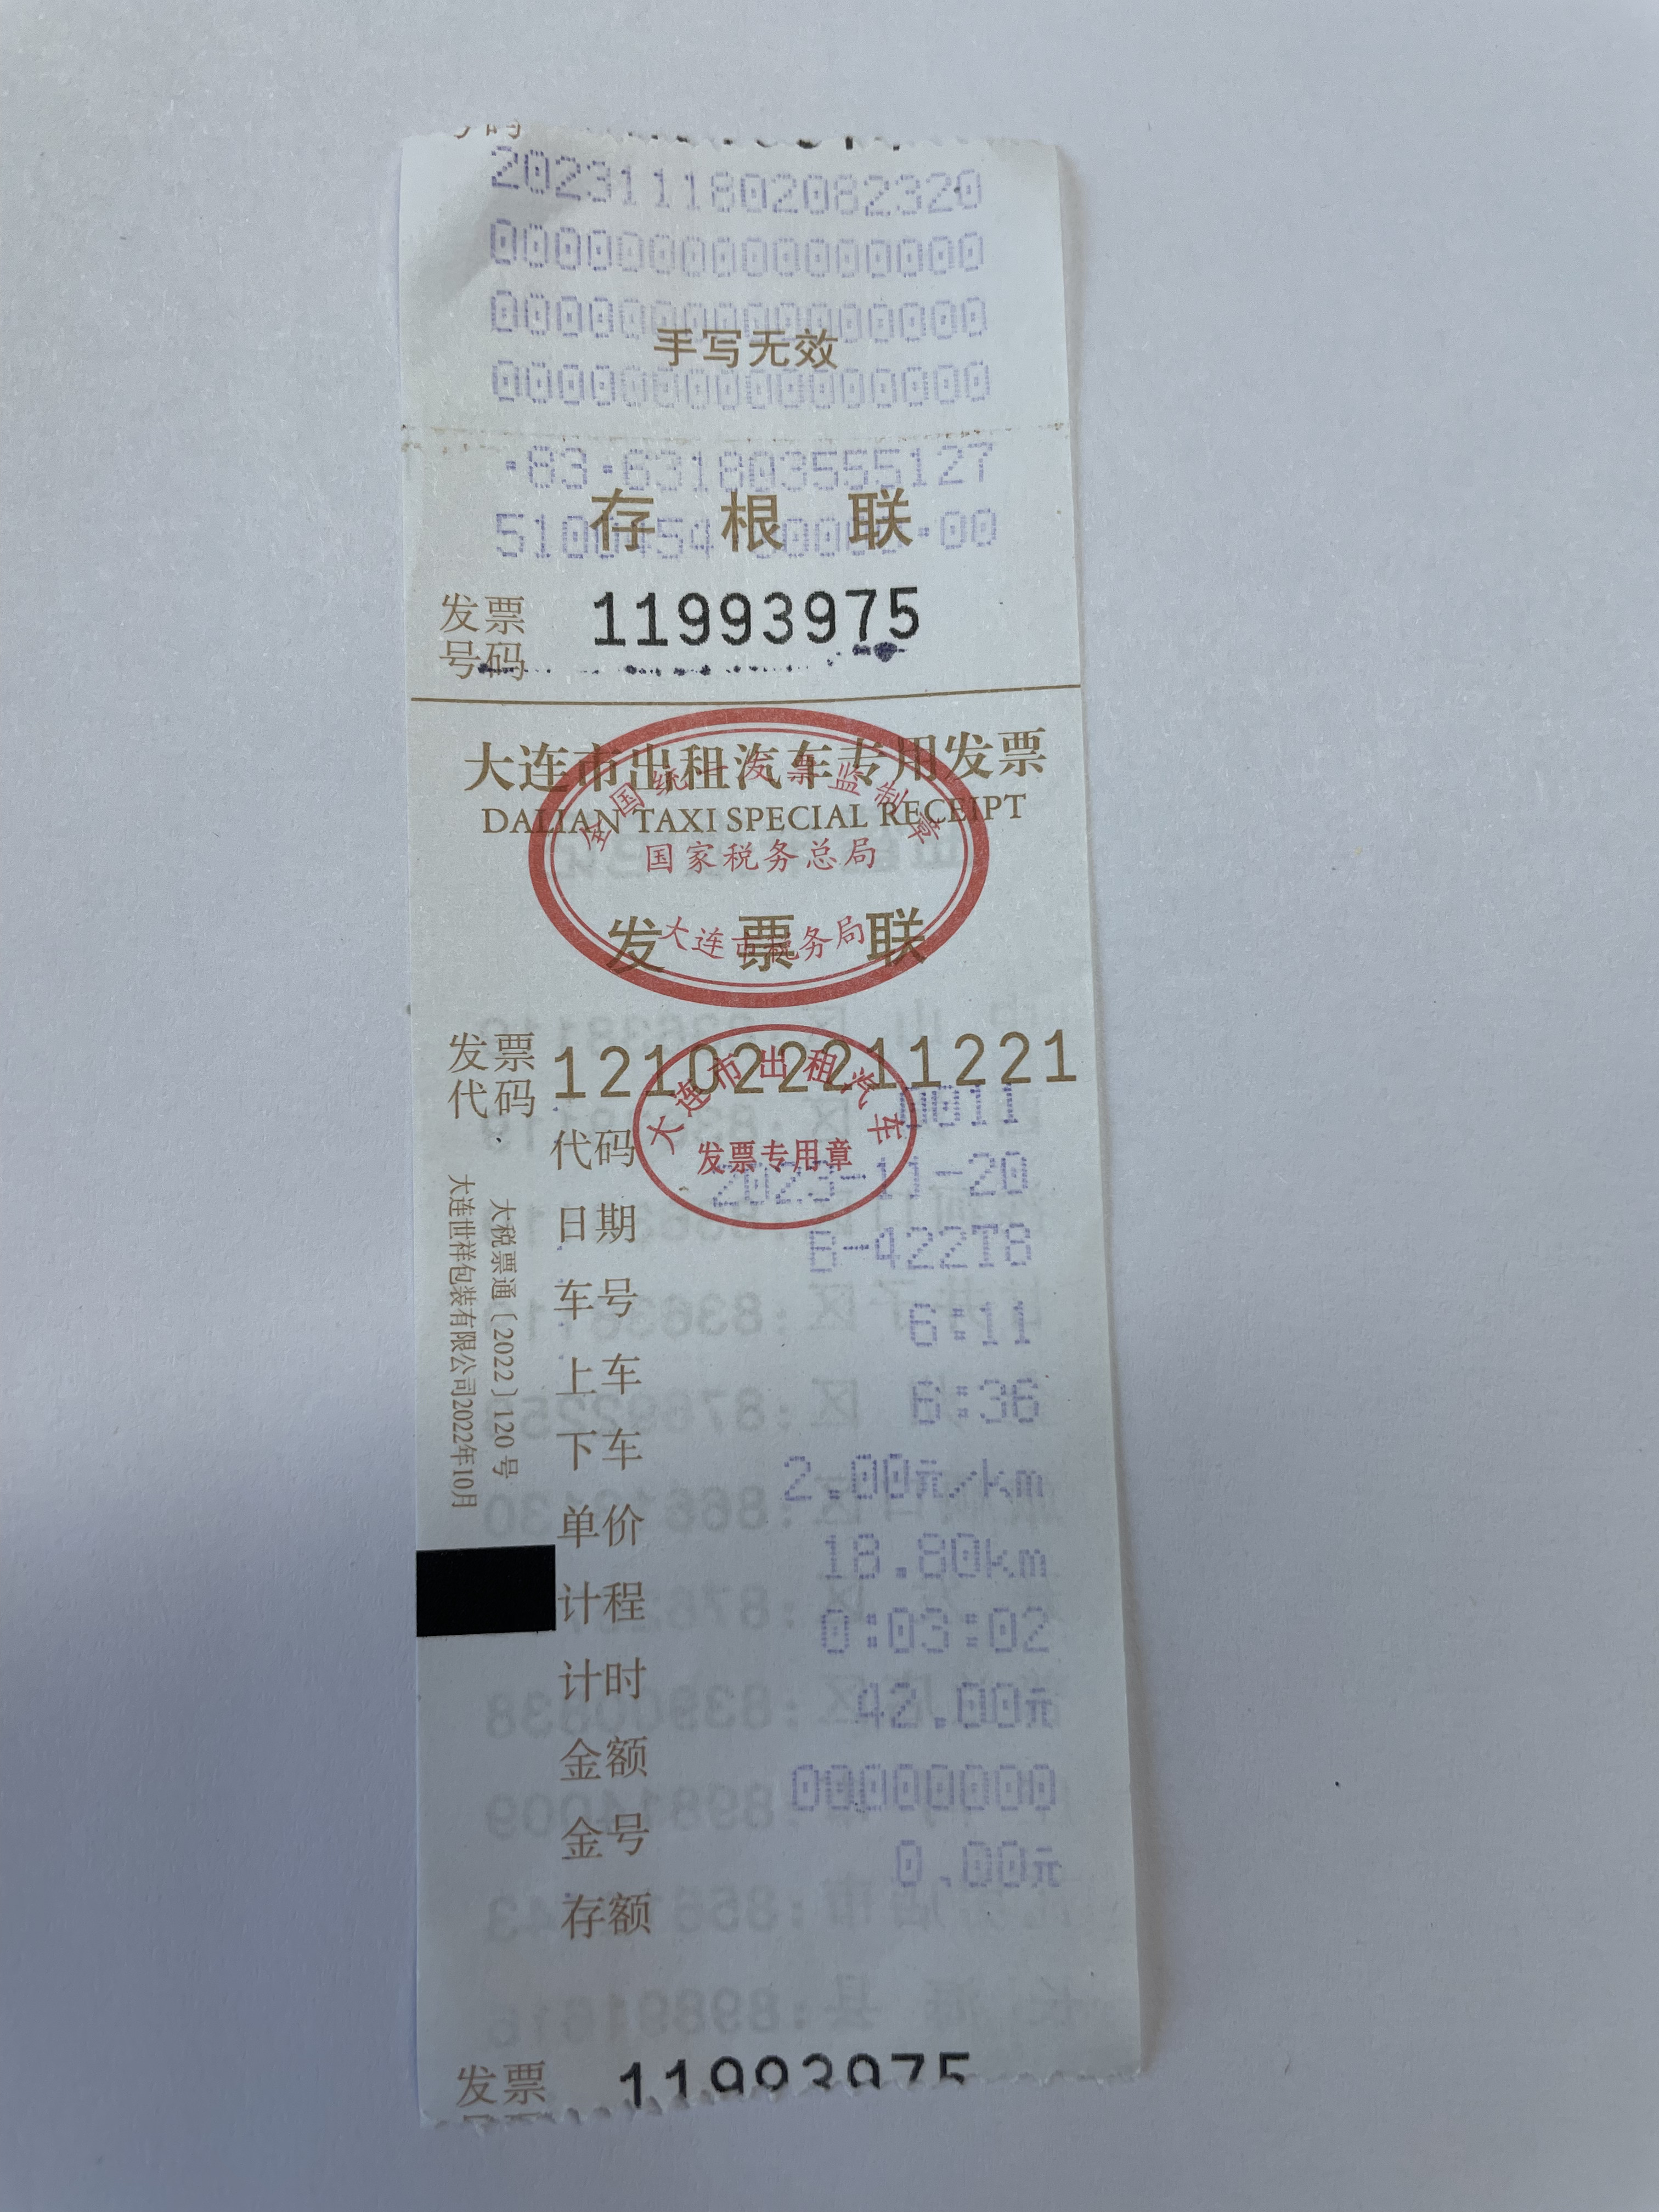 2023111802082320
0000000000000000
0000000000000000
手写无效
0000000000000000
·83·631803555127
存 根 联
发票号码 11993975
大连市出租汽车专用发票
DALIAN TAXI SPECIAL RECEIPT
全国统一发票监制章
国家税务总局
大连市税务局
发 票 联
发票代码 121022211221
大连市出租汽车
发票专用章
大税票通〔2022〕120号
大连世祥包装有限公司2022年10月
代码 0011
日期 2023-11-20
车号 B-422T8
上车 6:11
下车 6:36
单价 2.00元/km
计程 18.80km
计时 0:03:02
金额 42.00元
金号 00000000
存额 0.00元
发票 11993975